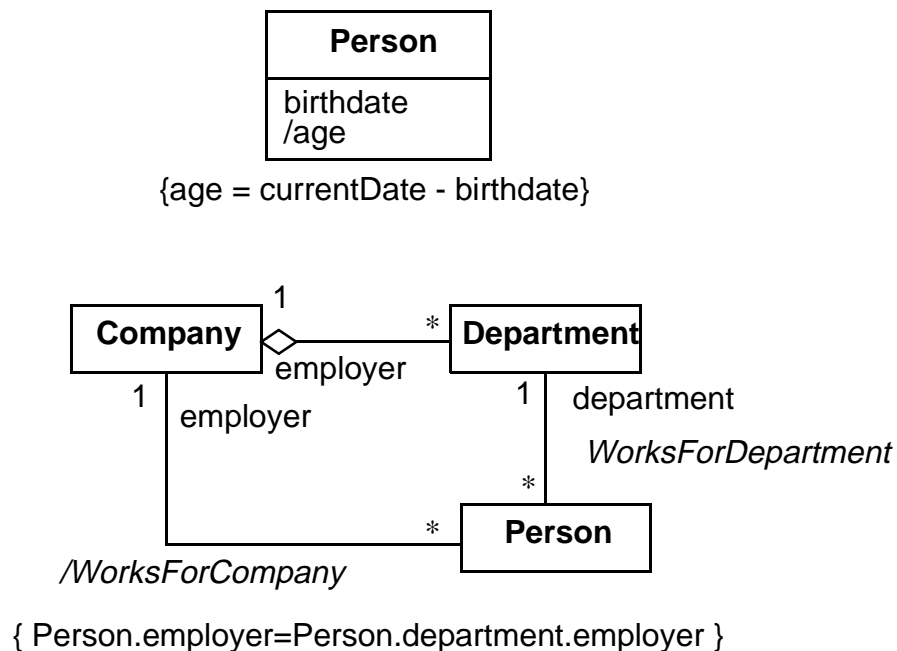 Person
birthdate
/age
{age = currentDate - birthdate}
1
*
Company
Department
employer
1
employer
1
department
WorksForDepartment
*
*
Person
/WorksForCompany
{ Person.employer=Person.department.employer }